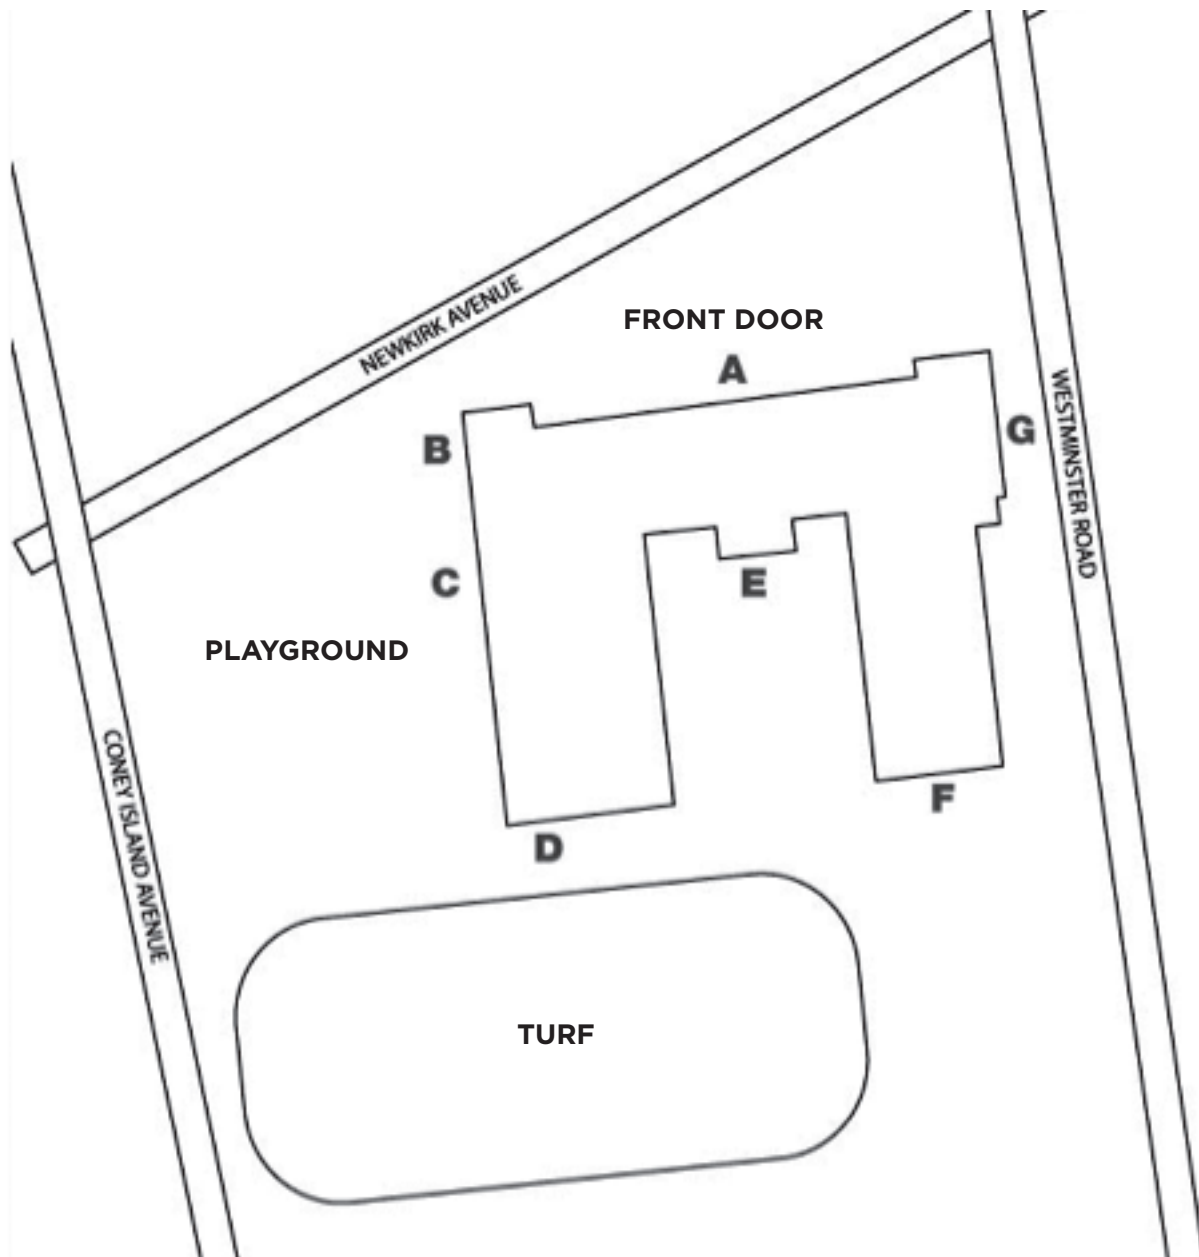 NEWKIRK AVENUE
FRONT DOOR
A
B
G
WESTMINSTER ROAD
C
E
PLAYGROUND
CONEY ISLAND AVENUE
F
D
TURF